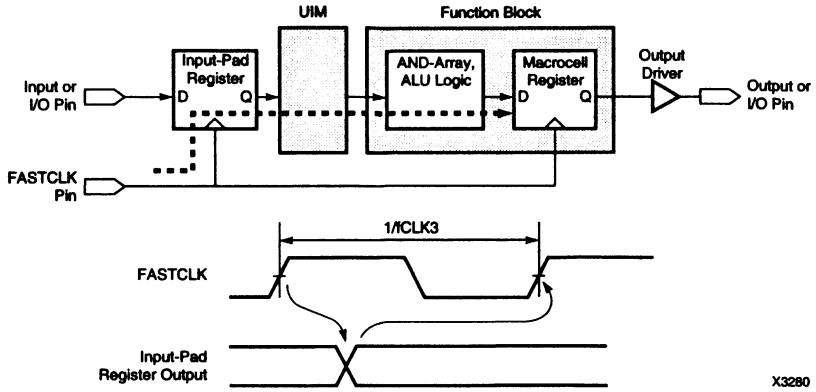 UIM
Function Block
Input-Pad
Register
D Q
AND-Array,
ALU Logic
Macrocell
Register
D Q
Output
Driver
Input or
I/O Pin
Output or
I/O Pin
FASTCLK
Pin
1/fCLK3
FASTCLK
Input-Pad
Register Output
X3280